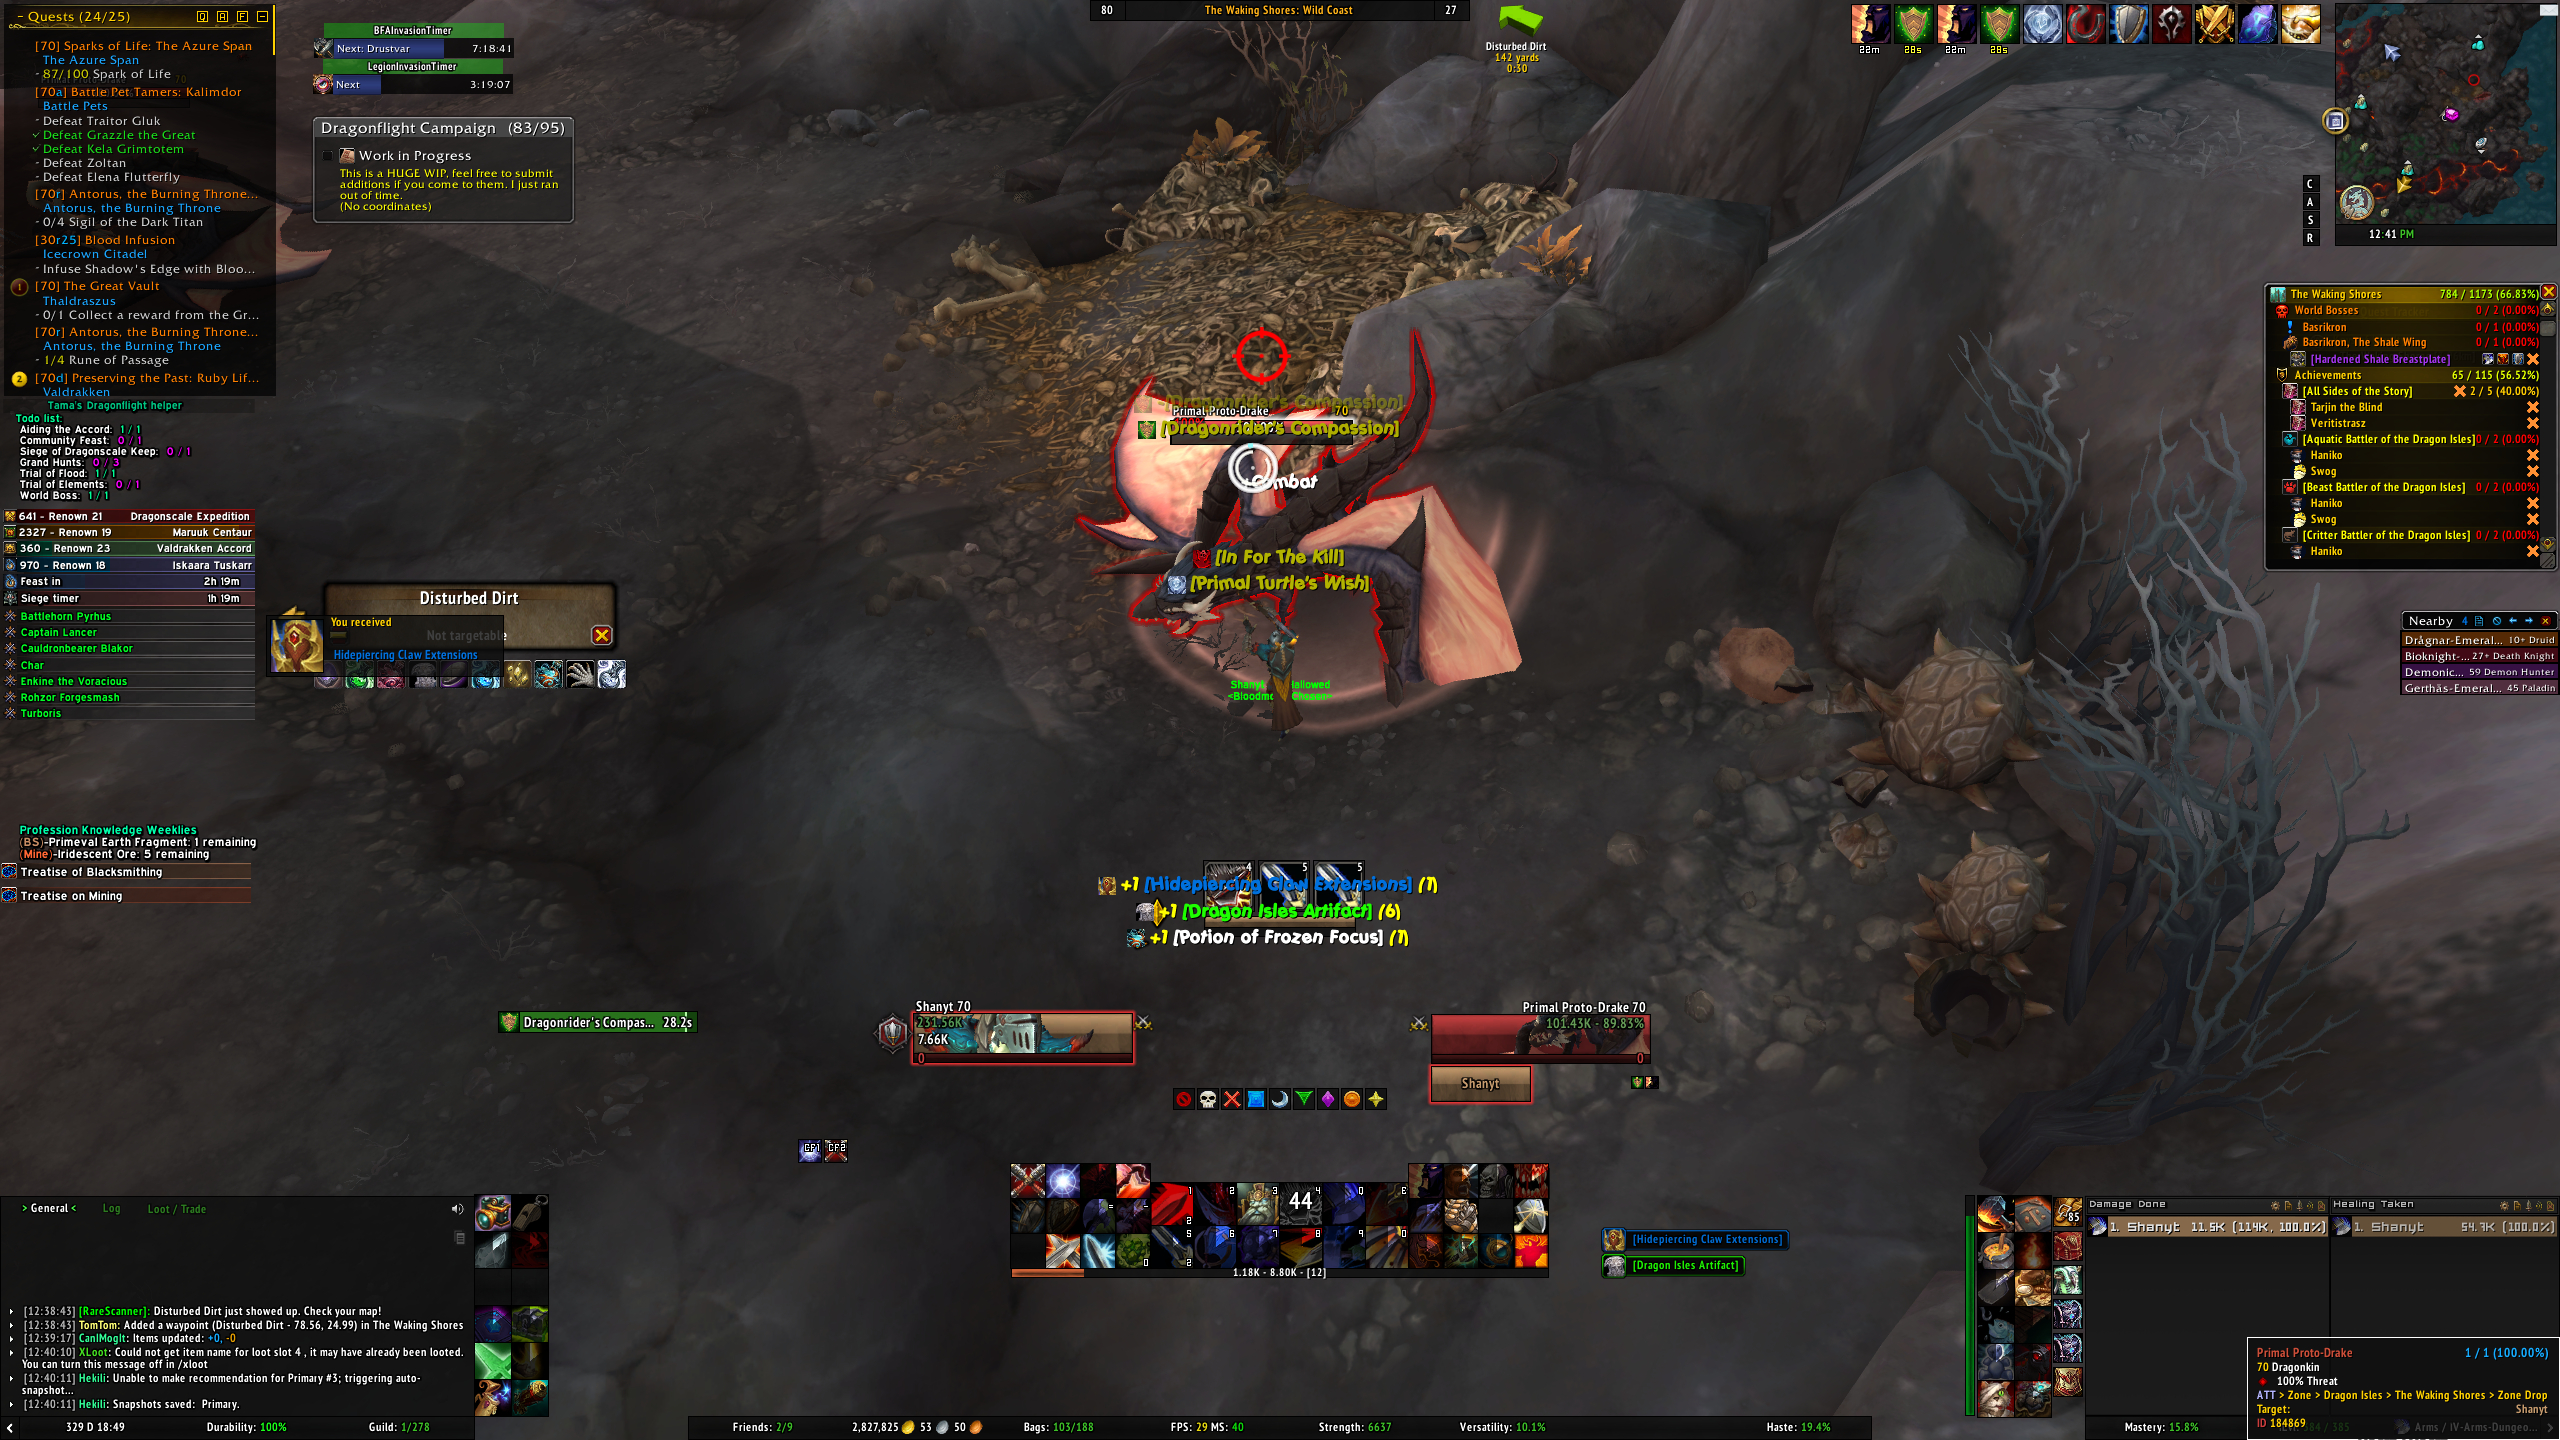 Quests (24/25)
Q A F
[70] Sparks of Life: The Azure Span
The Azure Span
- 87/100 Spark of Life
[70a] Battle Pet Tamers: Kalimdor
Battle Pets
- Defeat Traitor Gluk
Defeat Grazzle the Great
Defeat Kela Grimtotem
- Defeat Zoltan
- Defeat Elena Flutterfly
[70r] Antorus, the Burning Throne...
Antorus, the Burning Throne
- 0/4 Sigil of the Dark Titan
[30r25] Blood Infusion
Icecrown Citadel
- Infuse Shadow's Edge with Bloo...
1 [70] The Great Vault
Thaldraszus
- 0/1 Collect a reward from the Gr...
[70r] Antorus, the Burning Throne...
Antorus, the Burning Throne
- 1/4 Rune of Passage
2 [70d] Preserving the Past: Ruby Lif...
Valdrakken
Tama's Dragonflight helper
Todo list:
Aiding the Accord: 1/1
Community Feast: 0/1
Siege of Dragonscale Keep: 0/1
Grand Hunts: 0/3
Trial of Flood: 1/1
Trial of Elements: 0/1
World Boss: 1/1
641 - Renown 21 Dragonscale Expedition
2327 - Renown 19 Maruuk Centaur
360 - Renown 23 Valdrakken Accord
970 - Renown 18 Iskaara Tuskarr
Feast in 2h 19m
Siege timer 1h 19m
Battlehorn Pyrhus
Captain Lancer
Cauldronbearer Blakor
Char
Enkine the Voracious
Rohzor Forgesmash
Turboris
Profession Knowledge Weeklies
(BS)-Primeval Earth Fragment: 1 remaining
(Mine)-Iridescent Ore: 5 remaining
Treatise of Blacksmithing
Treatise on Mining
BFAInvasionTimer
Next: Drustvar 7:18:41
LegionInvasionTimer
Next 3:19:07
Dragonflight Campaign (83/95)
Work in Progress
This is a HUGE WIP, feel free to submit
additions if you come to them. I just ran
out of time.
(No coordinates)
80 The Waking Shores: Wild Coast 27
Disturbed Dirt
142 yards
0:30
22m 28s 22m 28s
C
A
S
R
12:41 PM
The Waking Shores 784 / 1173 (66.83%)
World Bosses 0 / 2 (0.00%)
Basrikron 0 / 1 (0.00%)
Basrikron, The Shale Wing 0 / 1 (0.00%)
[Hardened Shale Breastplate]
Achievements 65 / 115 (56.52%)
[All Sides of the Story] 2 / 5 (40.00%)
Tarjin the Blind
Veritistrasz
[Aquatic Battler of the Dragon Isles] 0 / 2 (0.00%)
Haniko
Swog
[Beast Battler of the Dragon Isles] 0 / 2 (0.00%)
Haniko
Swog
[Critter Battler of the Dragon Isles] 0 / 2 (0.00%)
Haniko
Nearby 4
Drågnar-Emeral... 10+ Druid
Bioknight-... 27+ Death Knight
Demonic... 59 Demon Hunter
Gerthås-Emeral... 45 Paladin
[Dragonrider's Compassion]
Primal Proto-Drake 70
[Dragonrider's Compassion]
+Combat
[In For The Kill]
[Primal Turtle's Wish]
Disturbed Dirt
Not targetable
You received
Hidepiercing Claw Extensions
4 5 5
+1 [Hidepiercing Claw Extensions] (1)
+1 [Dragon Isles Artifact] (6)
+1 [Potion of Frozen Focus] (1)
Dragonrider's Compas... 28.2s
Shanyt 70
231.56K
7.66K
0
Primal Proto-Drake 70
101.43K - 89.83%
0
Shanyt
CF1 CF2
44
1.18K - 8.80K - [12]
[Hidepiercing Claw Extensions]
[Dragon Isles Artifact]
> General < Log Loot / Trade
[12:38:43] [RareScanner]: Disturbed Dirt just showed up. Check your map!
[12:38:43] TomTom: Added a waypoint (Disturbed Dirt - 78.56, 24.99) in The Waking Shores
[12:39:17] CanIMogIt: Items updated: +0, -0
[12:40:10] XLoot: Could not get item name for loot slot 4 , it may have already been looted.
You can turn this message off in /xloot
[12:40:11] Hekili: Unable to make recommendation for Primary #3; triggering auto-
snapshot...
[12:40:11] Hekili: Snapshots saved: Primary.
85
Damage Done
1. Shanyt 11.5K (114K, 100.0%)
Healing Taken
1. Shanyt 54.7K (100.0%)
Primal Proto-Drake 1 / 1 (100.00%)
70 Dragonkin
100% Threat
ATT > Zone > Dragon Isles > The Waking Shores > Zone Drop
Target: Shanyt
ID 184869
329 D 18:49 Durability: 100% Guild: 1/278
Friends: 2/9 2,827,825 53 50 Bags: 103/188 FPS: 29 MS: 40 Strength: 6637 Versatility: 10.1% Haste: 19.4%
Mastery: 15.8%